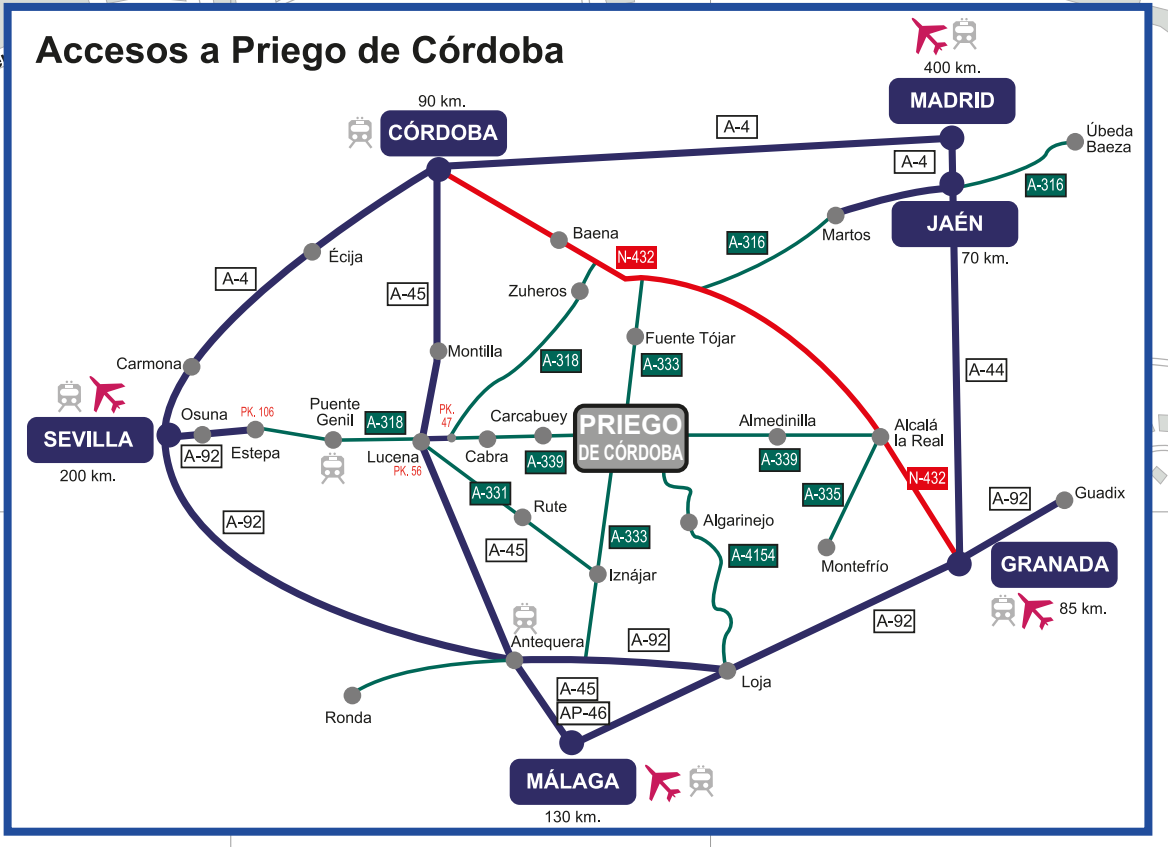 Accesos a Priego de Córdoba
400 km.
MADRID
90 km.
CÓRDOBA
A-4
A-4
Úbeda
Baeza
A-316
JAÉN
70 km.
Martos
A-316
Baena
N-432
Écija
A-4
A-45
Zuheros
Fuente Tójar
A-333
A-318
Montilla
A-44
Carmona
SEVILLA
200 km.
Osuna
A-92
PK. 106
Estepa
Puente
Genil
A-318
PK.
47
Lucena
PK. 56
Cabra
Carcabuey
A-339
PRIEGO
DE CÓRDOBA
Almedinilla
A-339
Alcalá
la Real
N-432
A-335
Montefrío
A-92
Guadix
GRANADA
85 km.
A-331
Rute
A-45
A-333
Iznájar
Algarinejo
A-4154
A-92
A-92
Antequera
A-92
Loja
Ronda
A-45
AP-46
MÁLAGA
130 km.